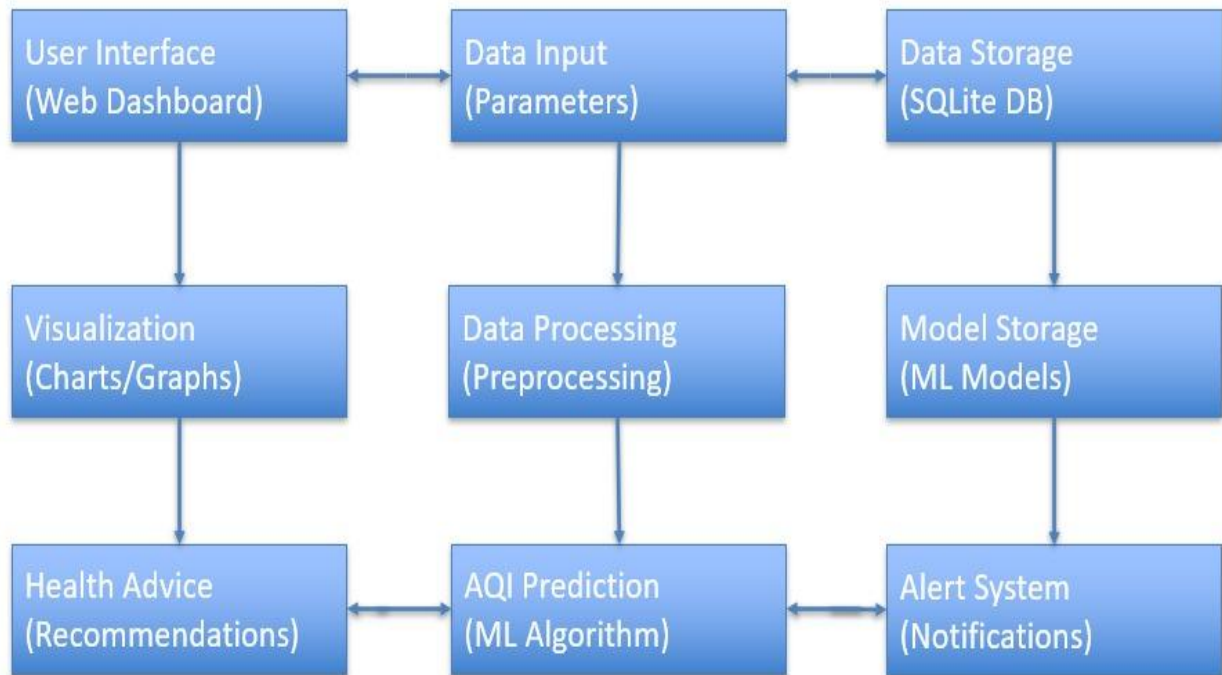 User Interface
(Web Dashboard)
Data Input
(Parameters)
Data Storage
(SQLite DB)
Visualization
(Charts/Graphs)
Data Processing
(Preprocessing)
Model Storage
(ML Models)
Health Advice
(Recommendations)
AQI Prediction
(ML Algorithm)
Alert System
(Notifications)